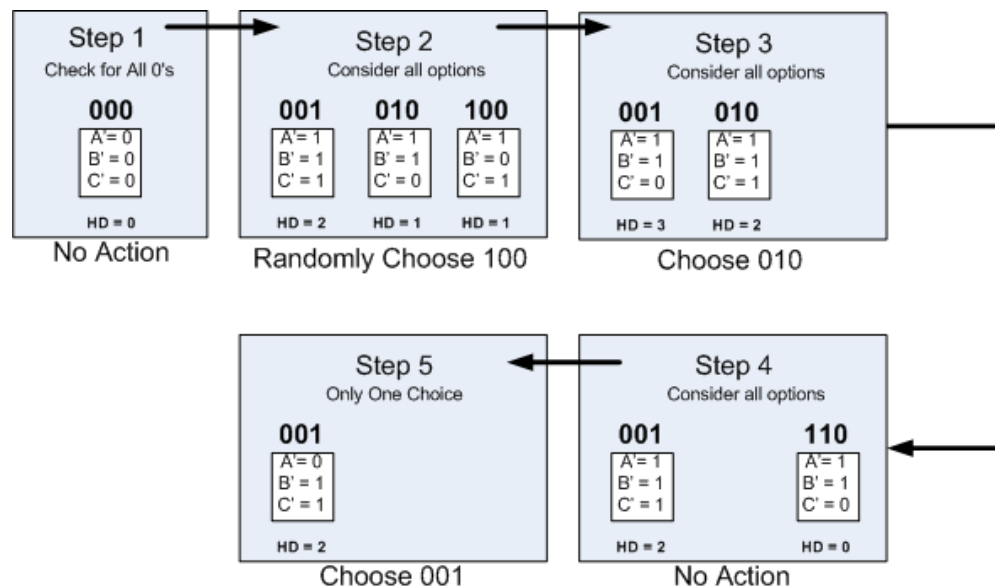 Step 1
Check for All 0's
000
A'= 0
B' = 0
C' = 0
HD = 0
No Action
Step 2
Consider all options
001 010 100
A'= 1 A'= 1 A'= 1
B' = 1 B' = 1 B' = 0
C' = 1 C' = 0 C' = 1
HD = 2 HD = 1 HD = 1
Randomly Choose 100
Step 3
Consider all options
001 010
A'= 1 A'= 1
B' = 1 B' = 1
C' = 0 C' = 1
HD = 3 HD = 2
Choose 010
Step 4
Consider all options
001 110
A'= 1 A'= 1
B' = 1 B' = 1
C' = 1 C' = 0
HD = 2 HD = 0
No Action
Step 5
Only One Choice
001
A'= 0
B' = 1
C' = 1
HD = 2
Choose 001